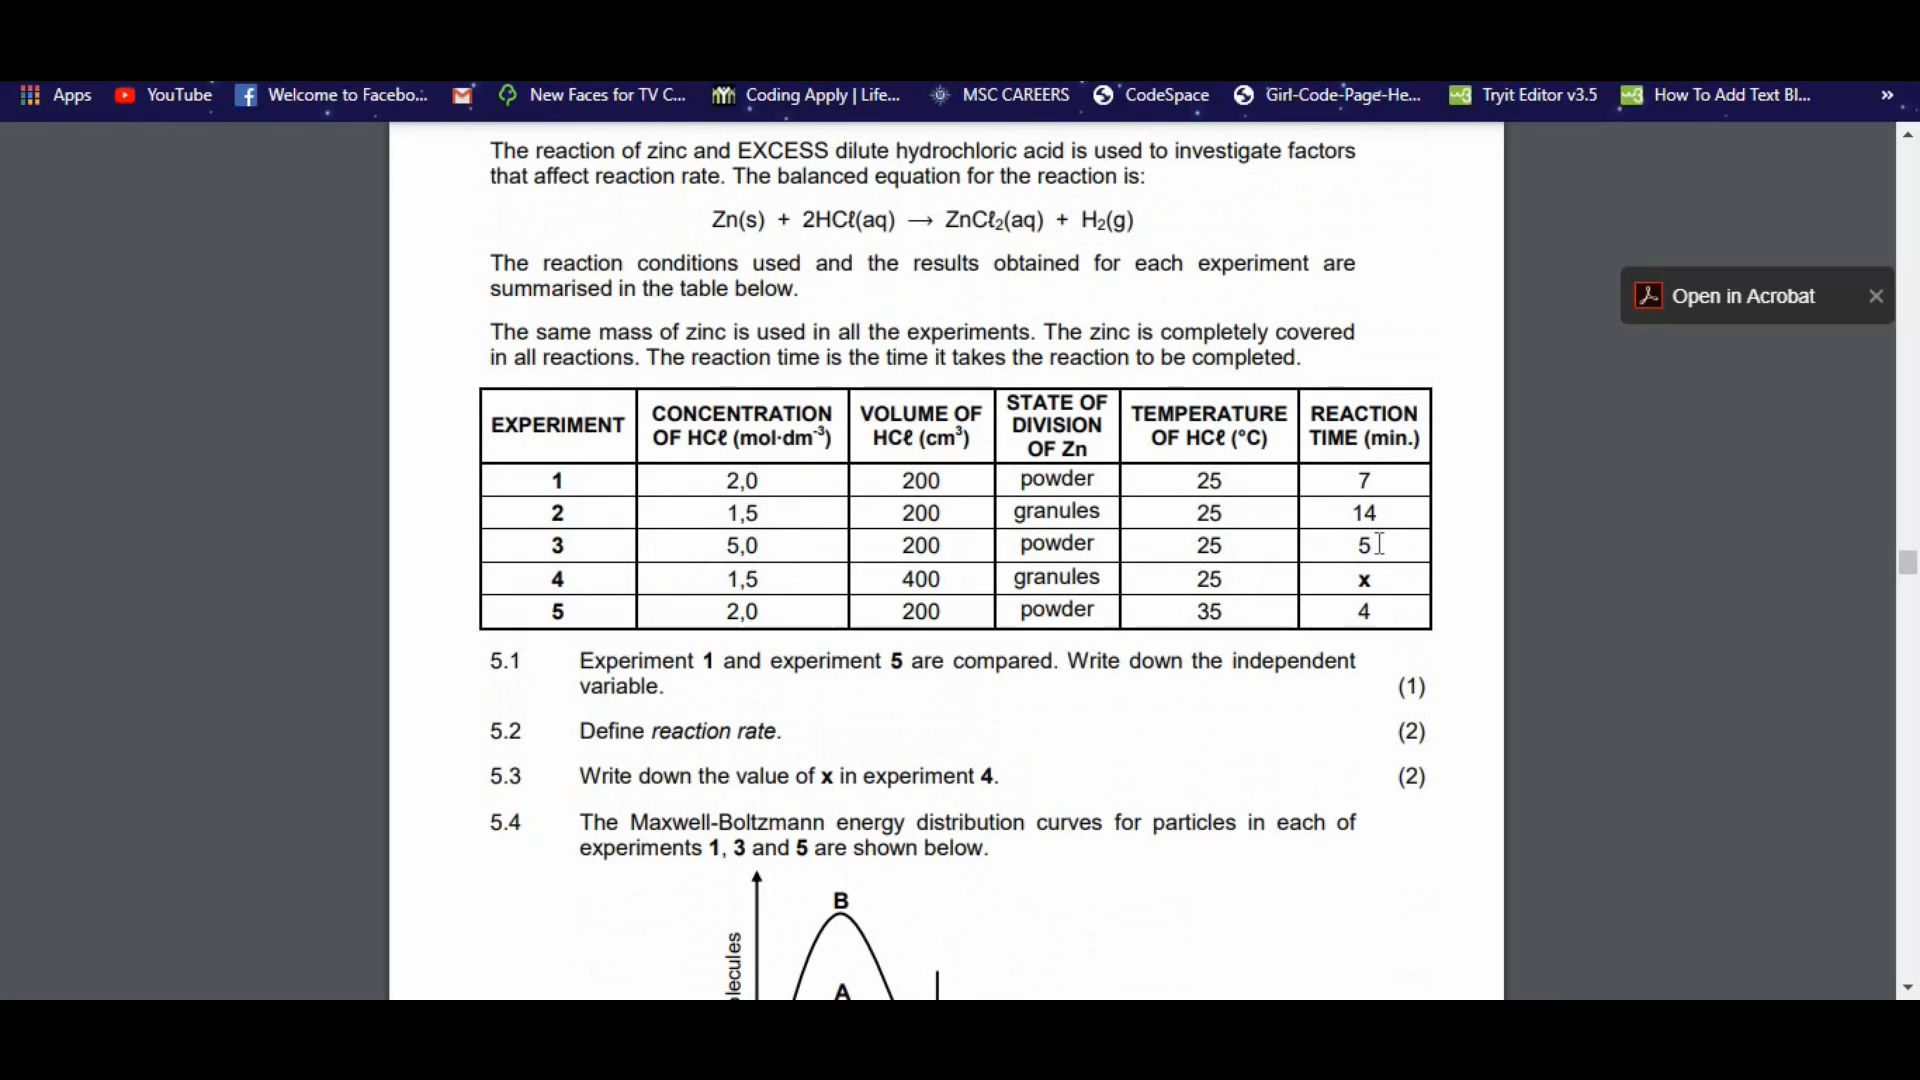 Apps YouTube Welcome to Facebo... New Faces for TV C... Coding Apply | Life... MSC CAREERS CodeSpace Girl-Code-Page-He... Tryit Editor v3.5 How To Add Text Bl... »
The reaction of zinc and EXCESS dilute hydrochloric acid is used to investigate factors
that affect reaction rate. The balanced equation for the reaction is:
Zn(s) + 2HCℓ(aq) → ZnCℓ₂(aq) + H₂(g)
The reaction conditions used and the results obtained for each experiment are
summarised in the table below.
Open in Acrobat
The same mass of zinc is used in all the experiments. The zinc is completely covered
in all reactions. The reaction time is the time it takes the reaction to be completed.
EXPERIMENT
CONCENTRATION
OF HCℓ (mol·dm⁻³)
VOLUME OF
HCℓ (cm³)
STATE OF
DIVISION
OF Zn
TEMPERATURE
OF HCℓ (°C)
REACTION
TIME (min.)
1 2,0 200 powder 25 7
2 1,5 200 granules 25 14
3 5,0 200 powder 25 5
4 1,5 400 granules 25 x
5 2,0 200 powder 35 4
5.1 Experiment 1 and experiment 5 are compared. Write down the independent
variable. (1)
5.2 Define reaction rate. (2)
5.3 Write down the value of x in experiment 4. (2)
5.4 The Maxwell-Boltzmann energy distribution curves for particles in each of
experiments 1, 3 and 5 are shown below.
B
A
lecules